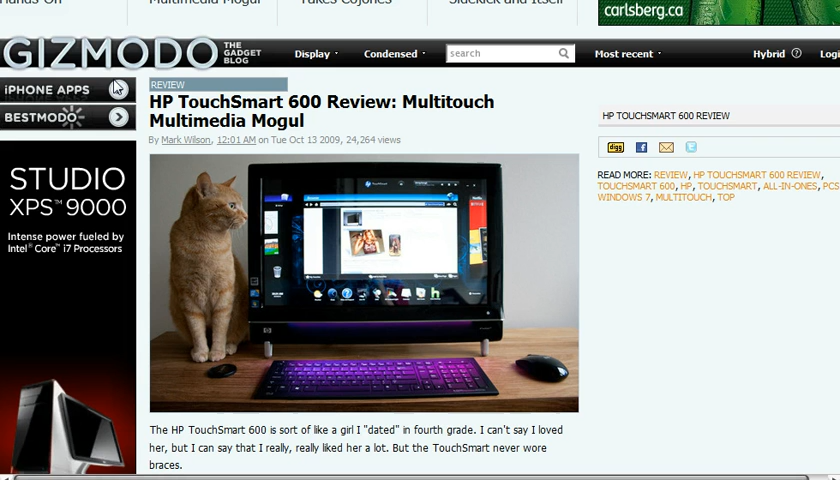 Hands-On
Multimedia Mogul
Takes Cojones
Sidekick and Itself
carlsberg.ca
GIZMODO
THE
GADGET
BLOG
Display
Condensed
search
Most recent
Hybrid
?
iPHONE APPS
BESTMODO
REVIEW
HP TouchSmart 600 Review: Multitouch
Multimedia Mogul
By Mark Wilson, 12:01 AM on Tue Oct 13 2009, 24,264 views
HP TOUCHSMART 600 REVIEW
digg
READ MORE: REVIEW, HP TOUCHSMART 600 REVIEW,
TOUCHSMART 600, HP, TOUCHSMART, ALL-IN-ONES, PCS
WINDOWS 7, MULTITOUCH, TOP
STUDIO
XPS™ 9000
Intense power fueled by
Intel® Core™ i7 Processors
The HP TouchSmart 600 is sort of like a girl I "dated" in fourth grade. I can't say I loved
her, but I can say that I really, really liked her a lot. But the TouchSmart never wore
braces.